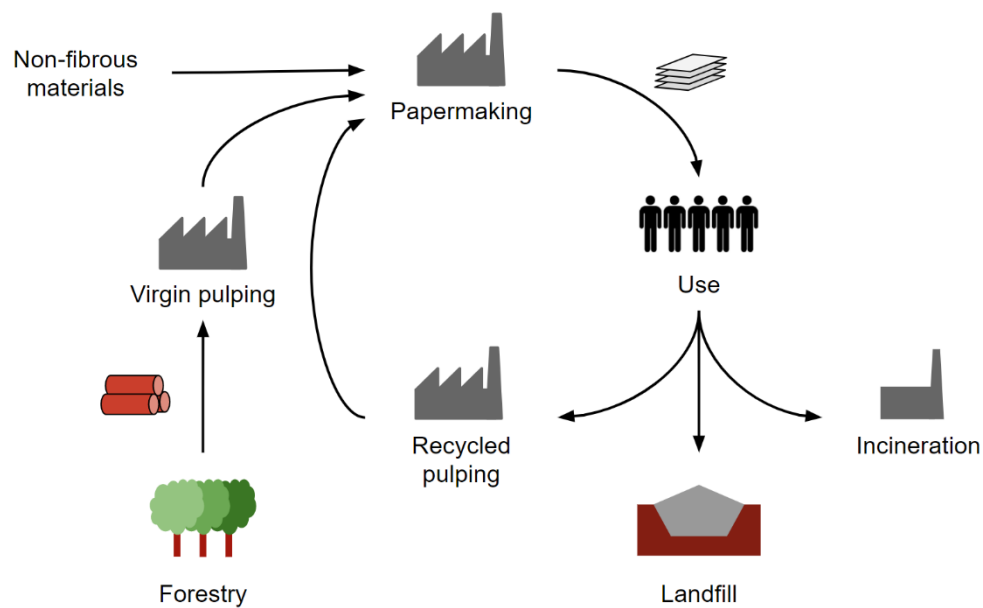 Non-fibrous
materials
Papermaking
Virgin pulping
Use
Recycled
pulping
Incineration
Forestry
Landfill